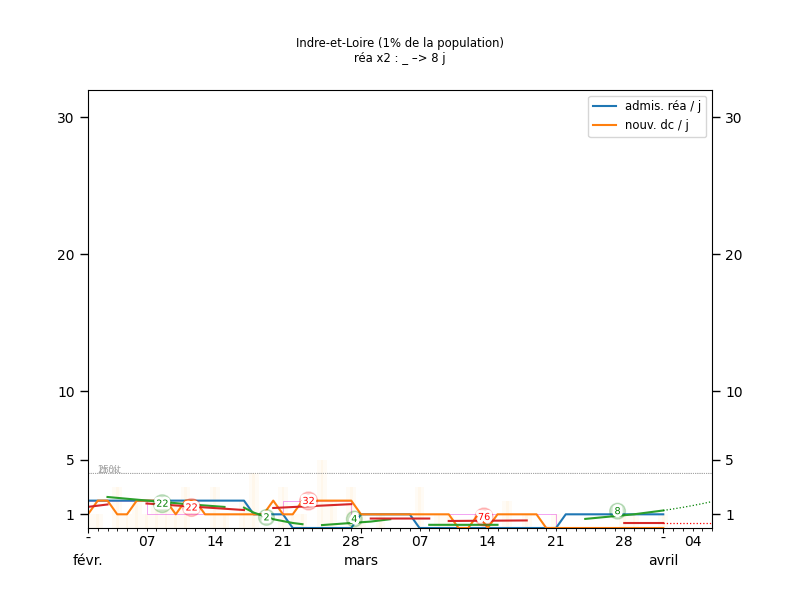 Indre-et-Loire (1% de la population)
réa x2 : _ –> 8 j
admis. réa / j
nouv. dc / j
30 30
20 20
10 10
5 5
22 22 2 32 4 76 8
1 1
- 07 14 21 28 - 07 14 21 28 - 04
févr. mars avril